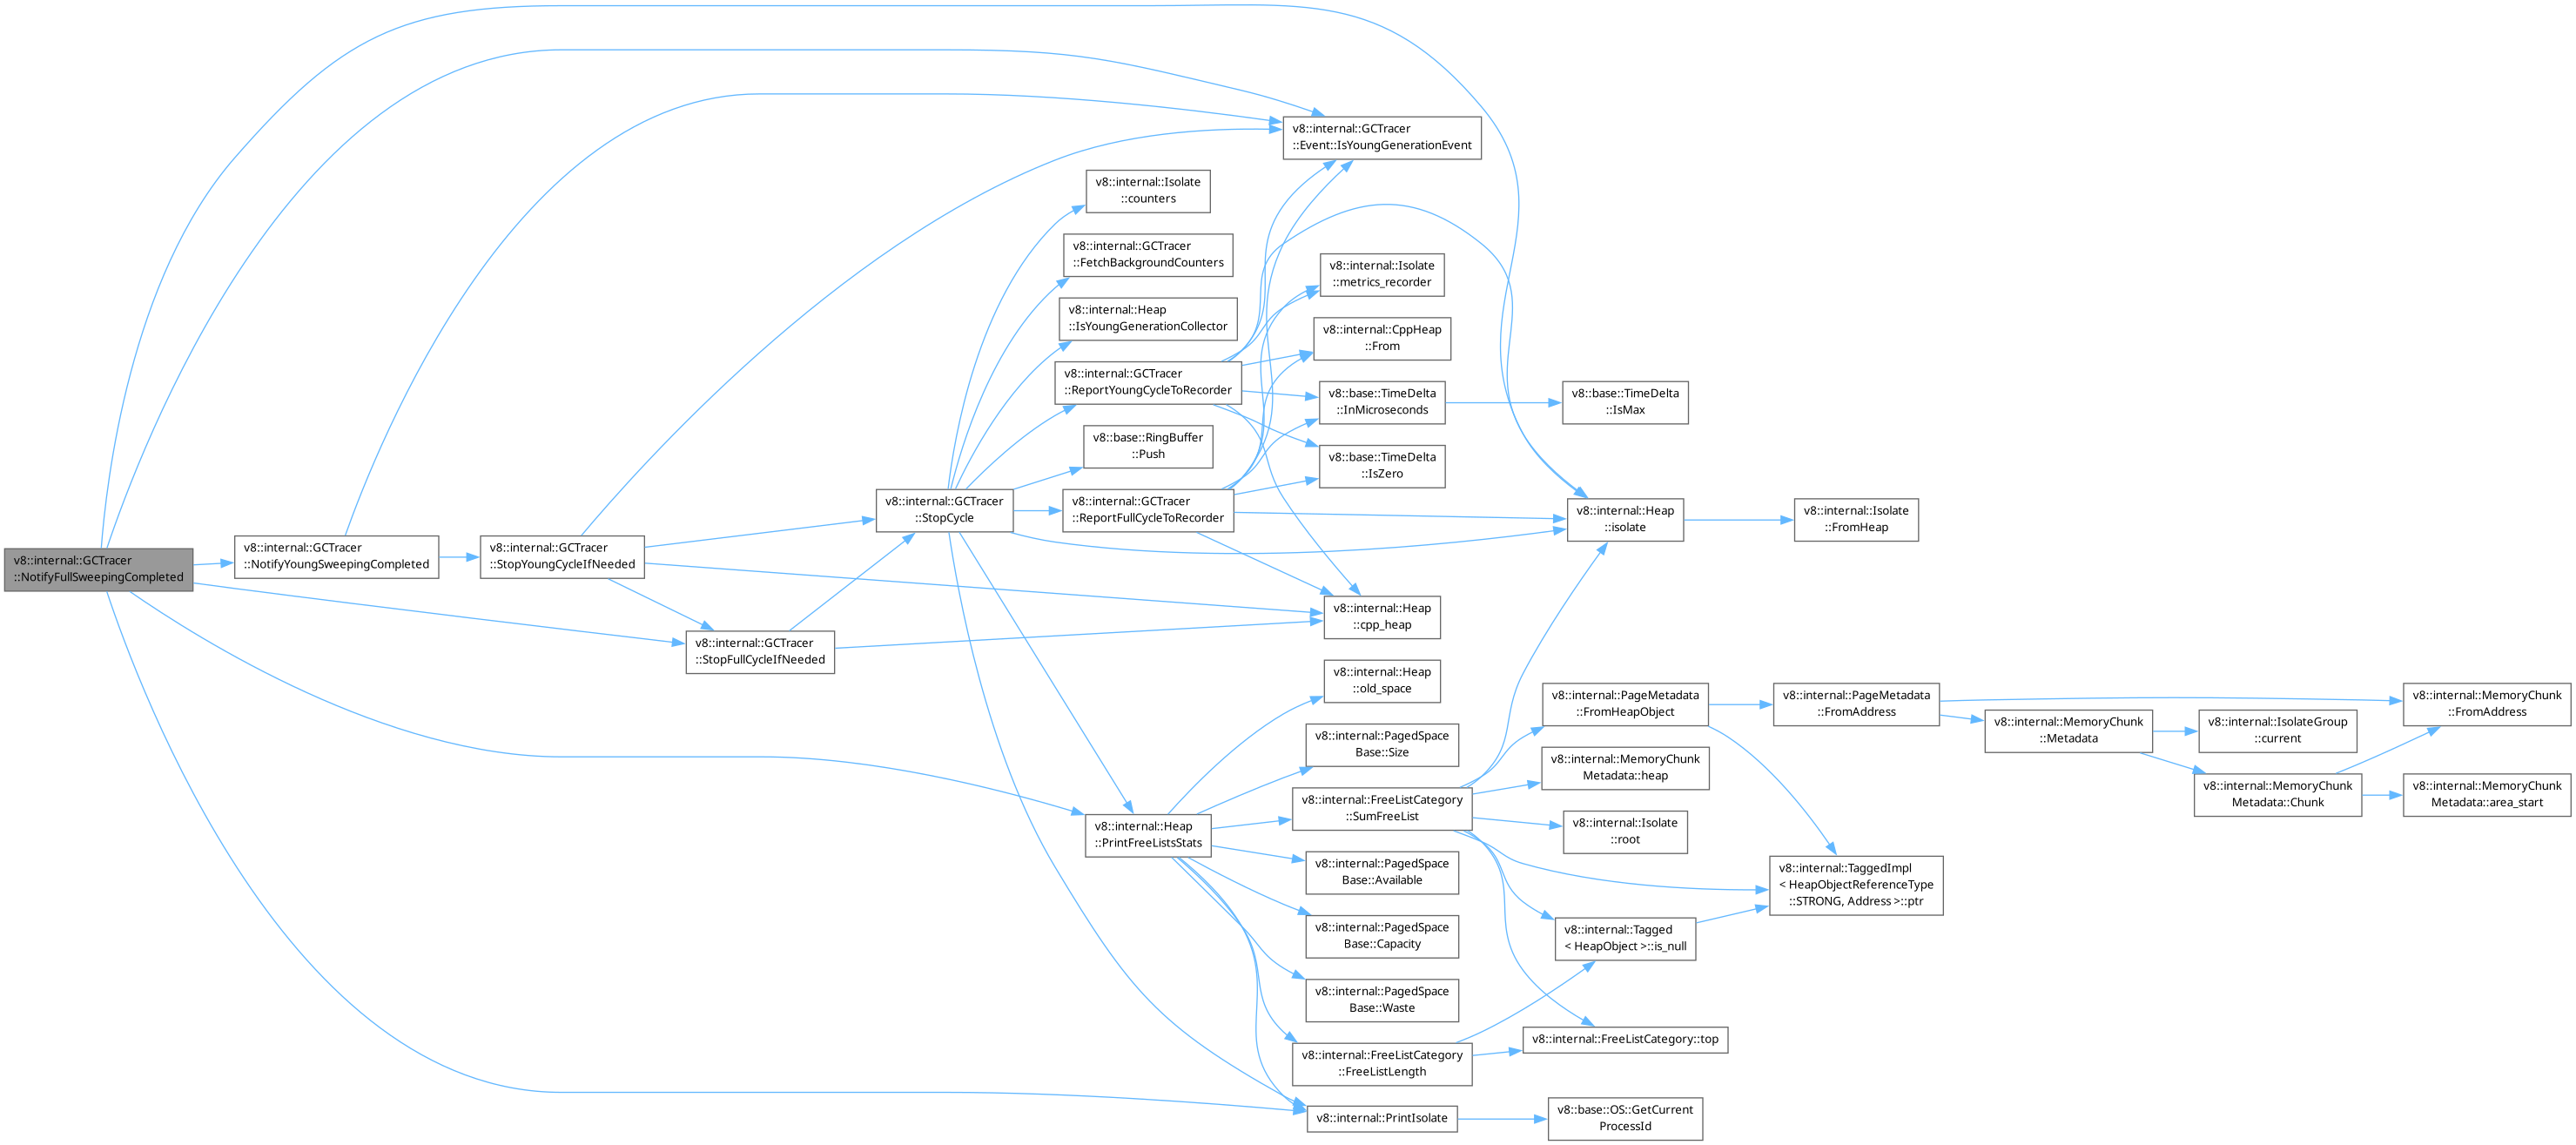 v8::internal::GCTracer
::NotifyFullSweepingCompleted
v8::internal::GCTracer
::NotifyYoungSweepingCompleted
v8::internal::GCTracer
::StopYoungCycleIfNeeded
v8::internal::GCTracer
::StopFullCycleIfNeeded
v8::internal::GCTracer
::StopCycle
v8::internal::Isolate
::counters
v8::internal::GCTracer
::FetchBackgroundCounters
v8::internal::Heap
::IsYoungGenerationCollector
v8::internal::GCTracer
::ReportYoungCycleToRecorder
v8::base::RingBuffer
::Push
v8::internal::GCTracer
::ReportFullCycleToRecorder
v8::internal::Heap
::PrintFreeListsStats
v8::internal::GCTracer
::Event::IsYoungGenerationEvent
v8::internal::Isolate
::metrics_recorder
v8::internal::CppHeap
::From
v8::base::TimeDelta
::InMicroseconds
v8::base::TimeDelta
::IsZero
v8::internal::Heap
::cpp_heap
v8::internal::Heap
::old_space
v8::internal::PagedSpace
Base::Size
v8::internal::FreeListCategory
::SumFreeList
v8::internal::PagedSpace
Base::Available
v8::internal::PagedSpace
Base::Capacity
v8::internal::PagedSpace
Base::Waste
v8::internal::FreeListCategory
::FreeListLength
v8::internal::PrintIsolate
v8::base::TimeDelta
::IsMax
v8::internal::Heap
::isolate
v8::internal::PageMetadata
::FromHeapObject
v8::internal::MemoryChunk
Metadata::heap
v8::internal::Isolate
::root
v8::internal::Tagged
< HeapObject >::is_null
v8::internal::FreeListCategory::top
v8::base::OS::GetCurrent
ProcessId
v8::internal::Isolate
::FromHeap
v8::internal::PageMetadata
::FromAddress
v8::internal::TaggedImpl
< HeapObjectReferenceType
::STRONG, Address >::ptr
v8::internal::MemoryChunk
::Metadata
v8::internal::IsolateGroup
::current
v8::internal::MemoryChunk
Metadata::Chunk
v8::internal::MemoryChunk
::FromAddress
v8::internal::MemoryChunk
Metadata::area_start